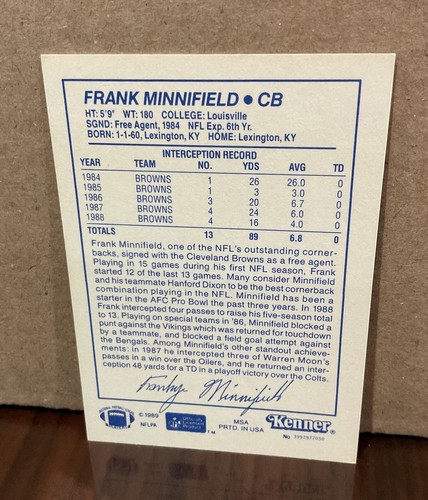 FRANK MINNIFIELD • CB
HT: 5'9" WT: 180 COLLEGE: Louisville
SGND: Free Agent, 1984 NFL Exp. 6th Yr.
BORN: 1-1-60, Lexington, KY HOME: Lexington, KY
INTERCEPTION RECORD
YEAR TEAM NO. YDS AVG TD
1984 BROWNS 1 26 26.0 0
1985 BROWNS 1 3 3.0 0
1986 BROWNS 3 20 6.7 0
1987 BROWNS 4 24 6.0 0
1988 BROWNS 4 16 4.0 0
TOTALS 13 89 6.8 0
Frank Minnifield, one of the NFL's outstanding corner-
backs, signed with the Cleveland Browns as a free agent.
Playing in 15 games during his first NFL season, Frank
started 12 of the last 13 games. Many consider Minnifield
and his teammate Hanford Dixon to be the best cornerback
combination playing in the NFL. Minnifield has been a
starter in the AFC Pro Bowl the past three years. In 1988
Frank intercepted four passes to raise his five-season total
to 13. Playing on special teams in '86, Minnifield blocked a
punt against the Vikings which was returned for touchdown
by a teammate, and blocked a field goal attempt against
the Bengals. Among Minnifield's other standout achieve-
ments: in 1987 he intercepted three of Warren Moon's
passes in a win over the Oilers, and he returned an inter-
ception 48 yards for a TD in a playoff victory over the Colts.
Franky Minnifield
© 1989
NFLPA
Officially
Licensed
Product
TM
MSA
PRTD. IN USA
Kenner